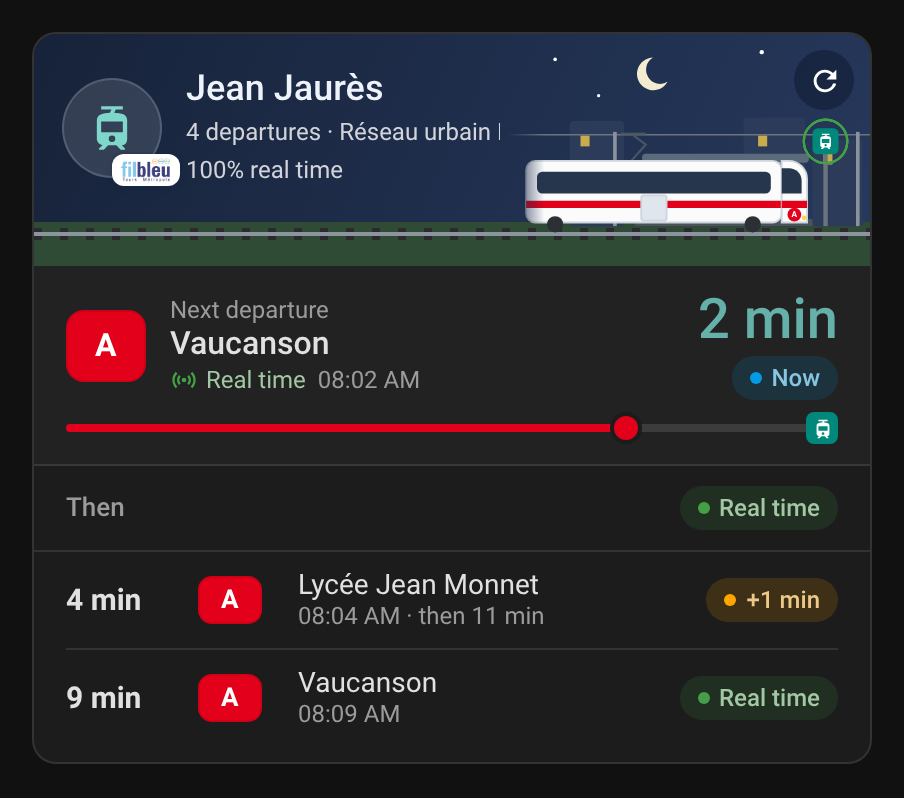 Jean Jaurès
4 departures · Réseau urbain
filbleu
Tours Métropole
100% real time
A
A
Next departure
Vaucanson
Real time 08:02 AM
2 min
Now
Then
Real time
4 min
A
Lycée Jean Monnet
08:04 AM · then 11 min
+1 min
9 min
A
Vaucanson
08:09 AM
Real time